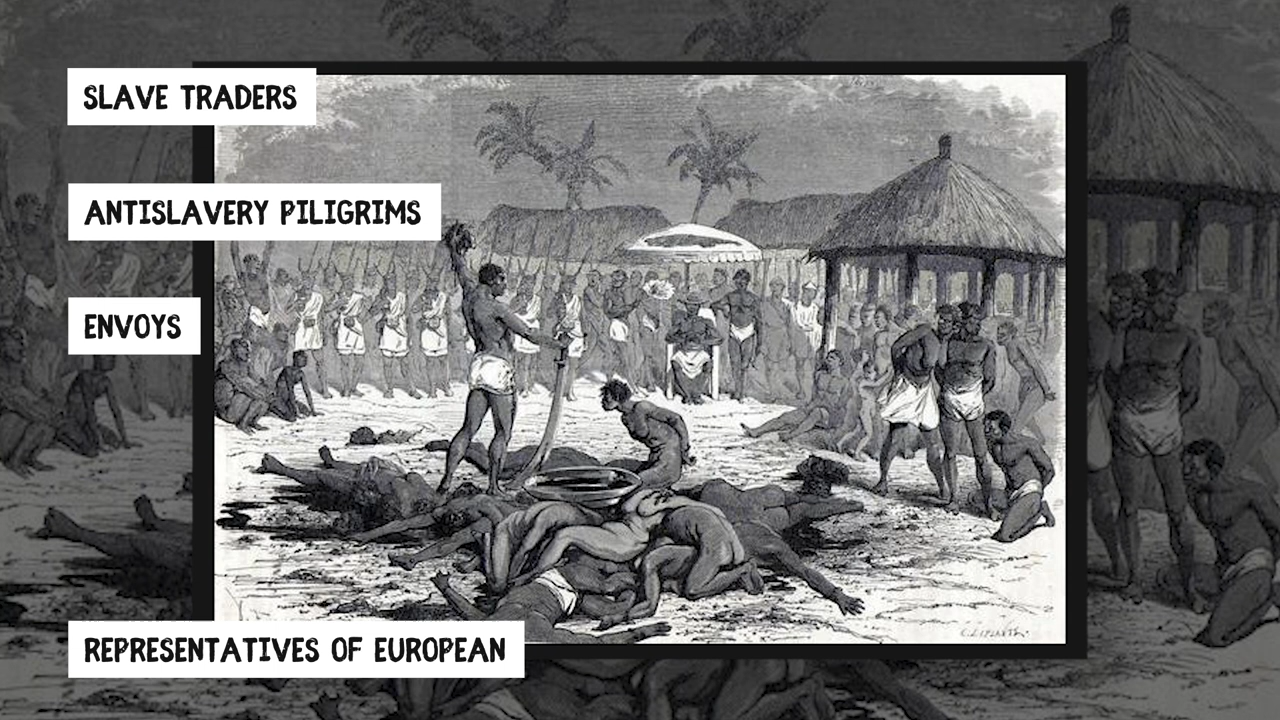 SLAVE TRADERS
ANTISLAVERY PILIGRIMS
ENVOYS
REPRESENTATIVES OF EUROPEAN